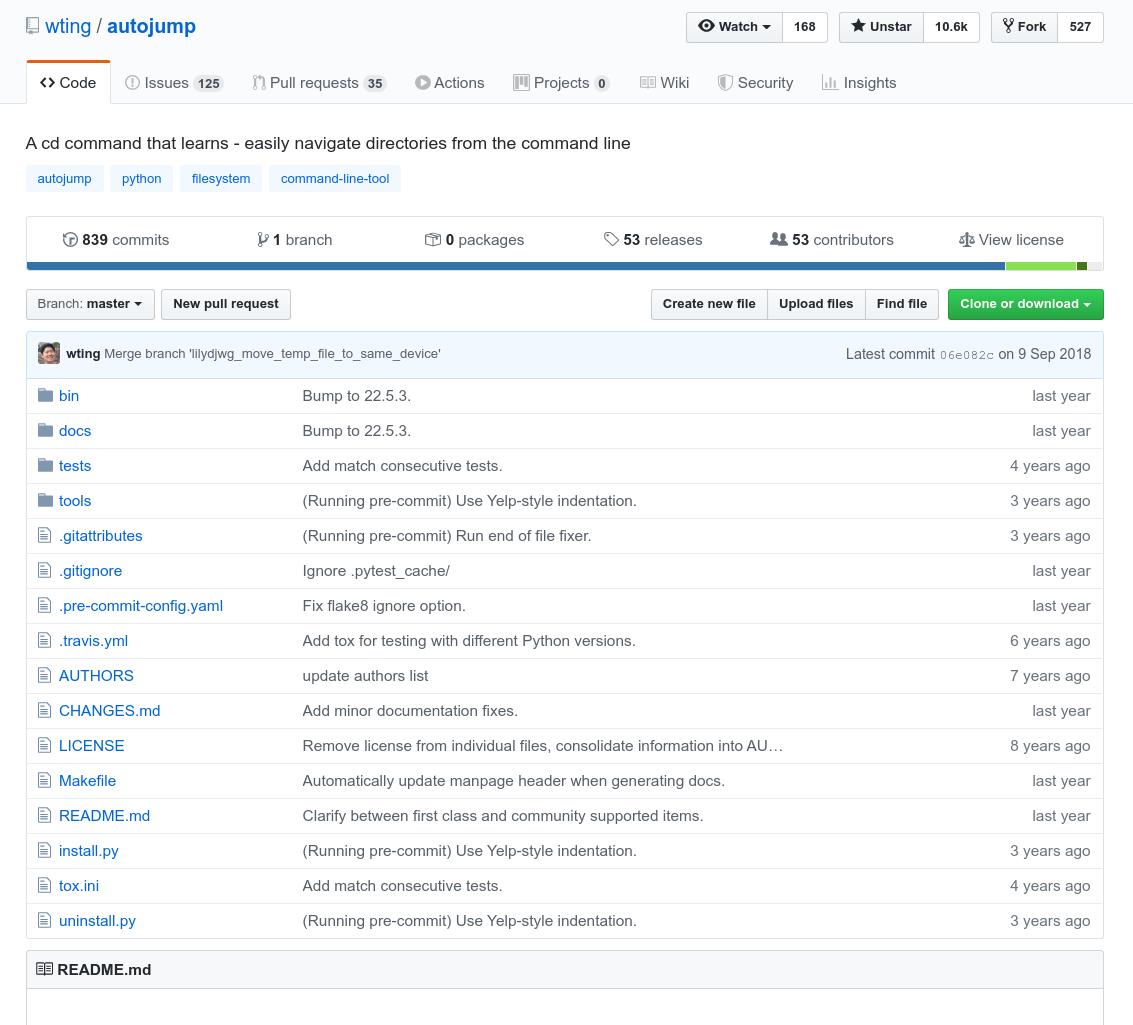 wting / autojump
Watch 168 Unstar 10.6k Fork 527
Code Issues 125 Pull requests 35 Actions Projects 0 Wiki Security Insights
A cd command that learns - easily navigate directories from the command line
autojump python filesystem command-line-tool
839 commits 1 branch 0 packages 53 releases 53 contributors View license
Branch: master New pull request Create new file Upload files Find file Clone or download
wting Merge branch 'lilydjwg_move_temp_file_to_same_device' Latest commit 06e082c on 9 Sep 2018
bin Bump to 22.5.3. last year
docs Bump to 22.5.3. last year
tests Add match consecutive tests. 4 years ago
tools (Running pre-commit) Use Yelp-style indentation. 3 years ago
.gitattributes (Running pre-commit) Run end of file fixer. 3 years ago
.gitignore Ignore .pytest_cache/ last year
.pre-commit-config.yaml Fix flake8 ignore option. last year
.travis.yml Add tox for testing with different Python versions. 6 years ago
AUTHORS update authors list 7 years ago
CHANGES.md Add minor documentation fixes. last year
LICENSE Remove license from individual files, consolidate information into AU… 8 years ago
Makefile Automatically update manpage header when generating docs. last year
README.md Clarify between first class and community supported items. last year
install.py (Running pre-commit) Use Yelp-style indentation. 3 years ago
tox.ini Add match consecutive tests. 4 years ago
uninstall.py (Running pre-commit) Use Yelp-style indentation. 3 years ago
README.md